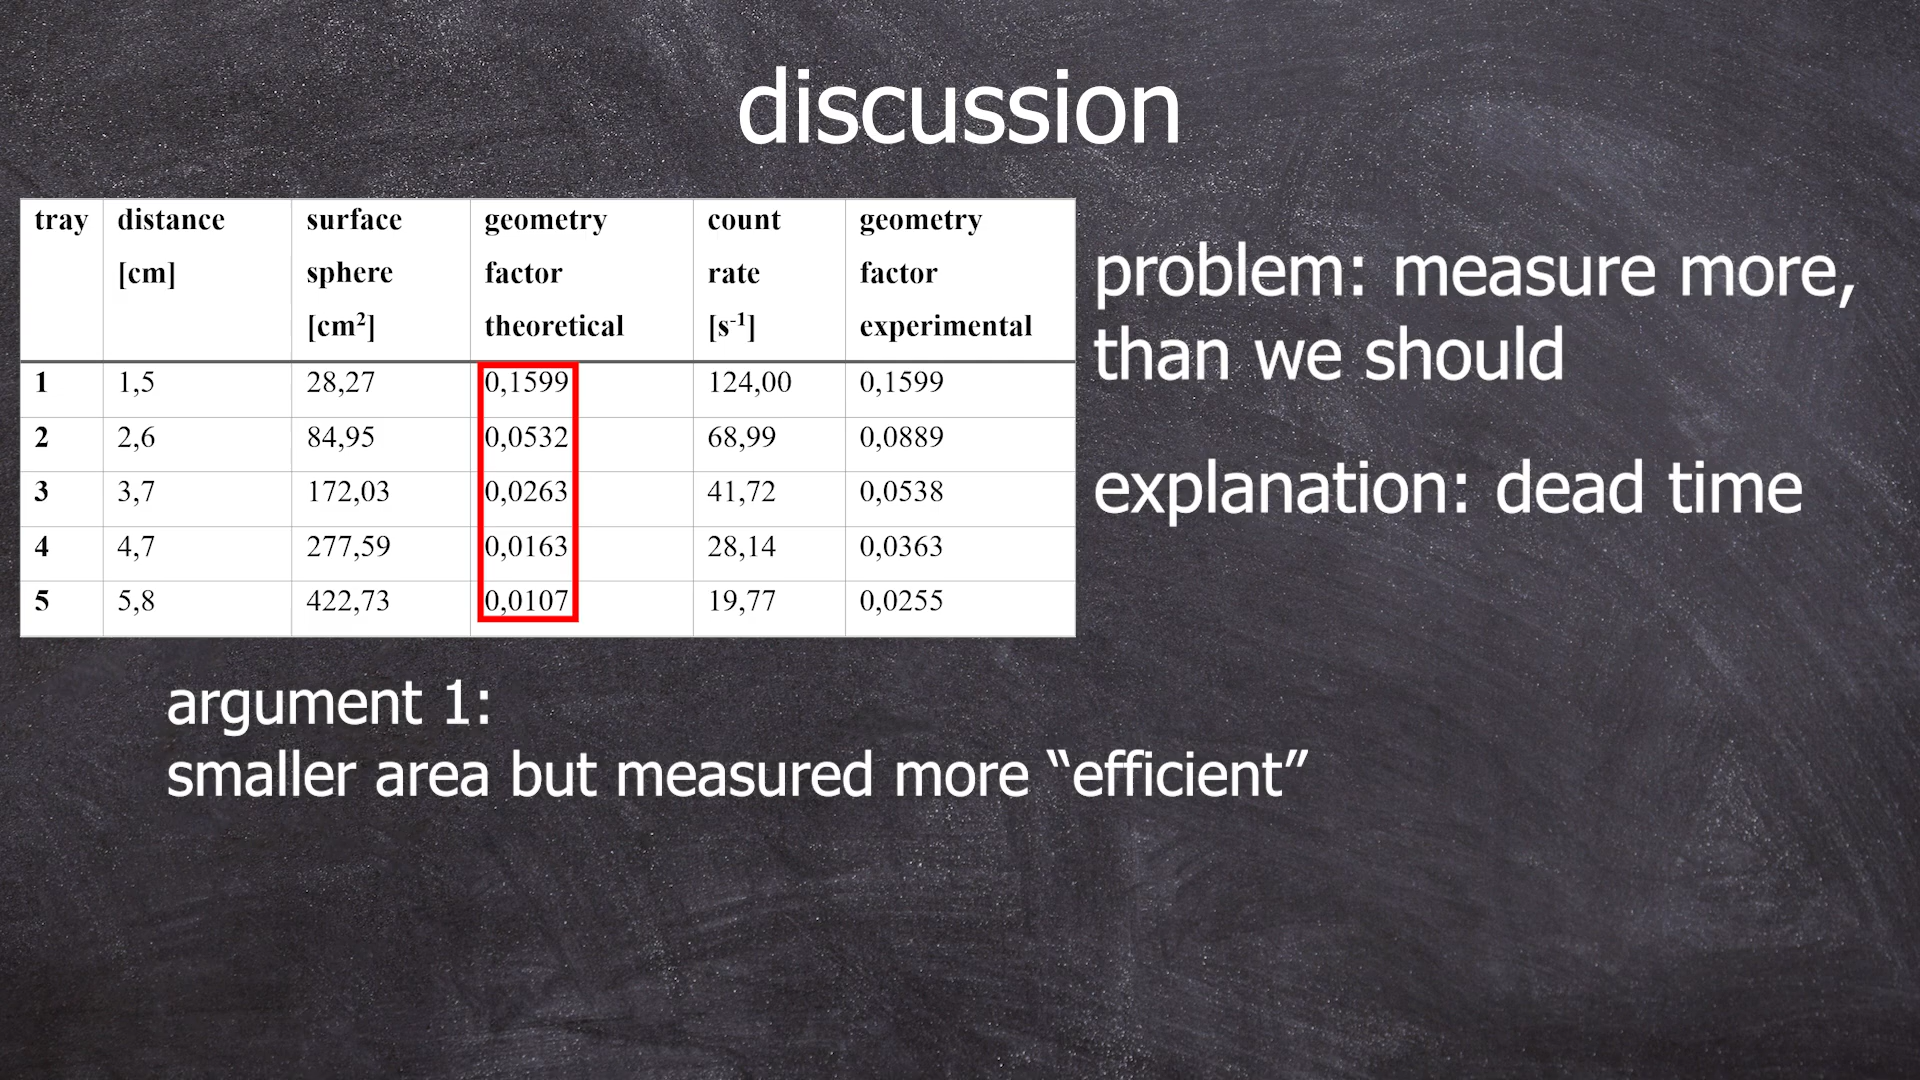 discussion
tray distance surface geometry count geometry
[cm] sphere factor rate factor
[cm²] theoretical [s⁻¹] experimental
1 1,5 28,27 0,1599 124,00 0,1599
2 2,6 84,95 0,0532 68,99 0,0889
3 3,7 172,03 0,0263 41,72 0,0538
4 4,7 277,59 0,0163 28,14 0,0363
5 5,8 422,73 0,0107 19,77 0,0255
problem: measure more,
than we should
explanation: dead time
argument 1:
smaller area but measured more “efficient”